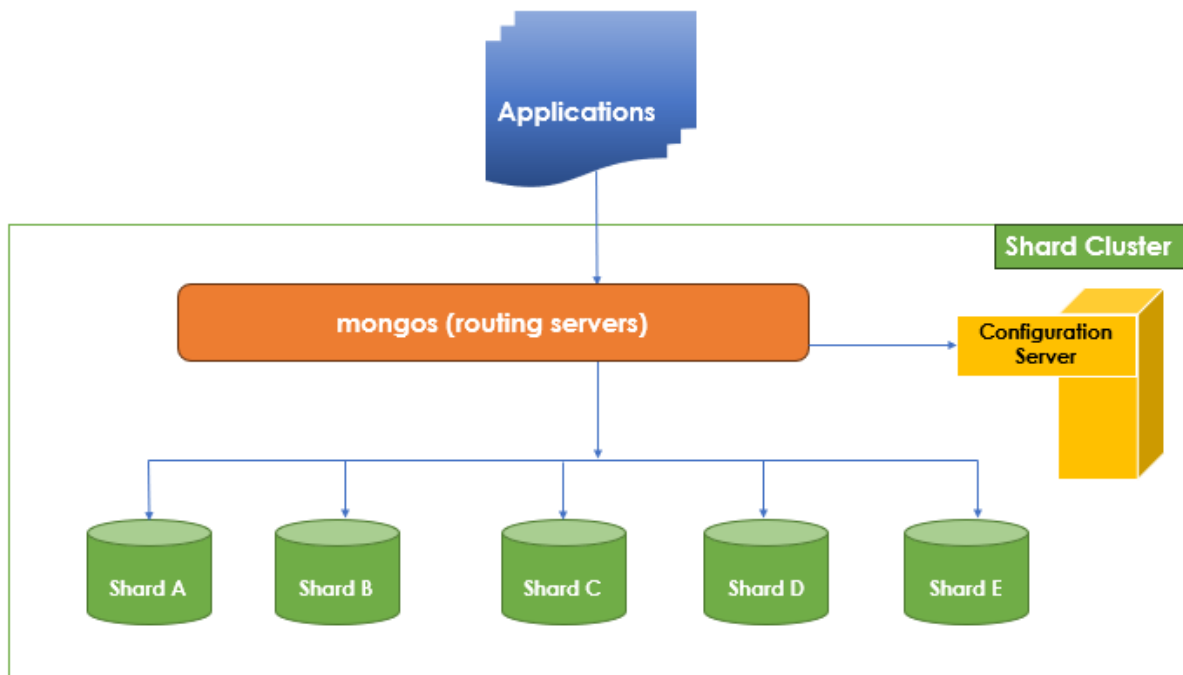 Applications
Shard Cluster
mongos (routing servers)
Configuration
Server
Shard A
Shard B
Shard C
Shard D
Shard E